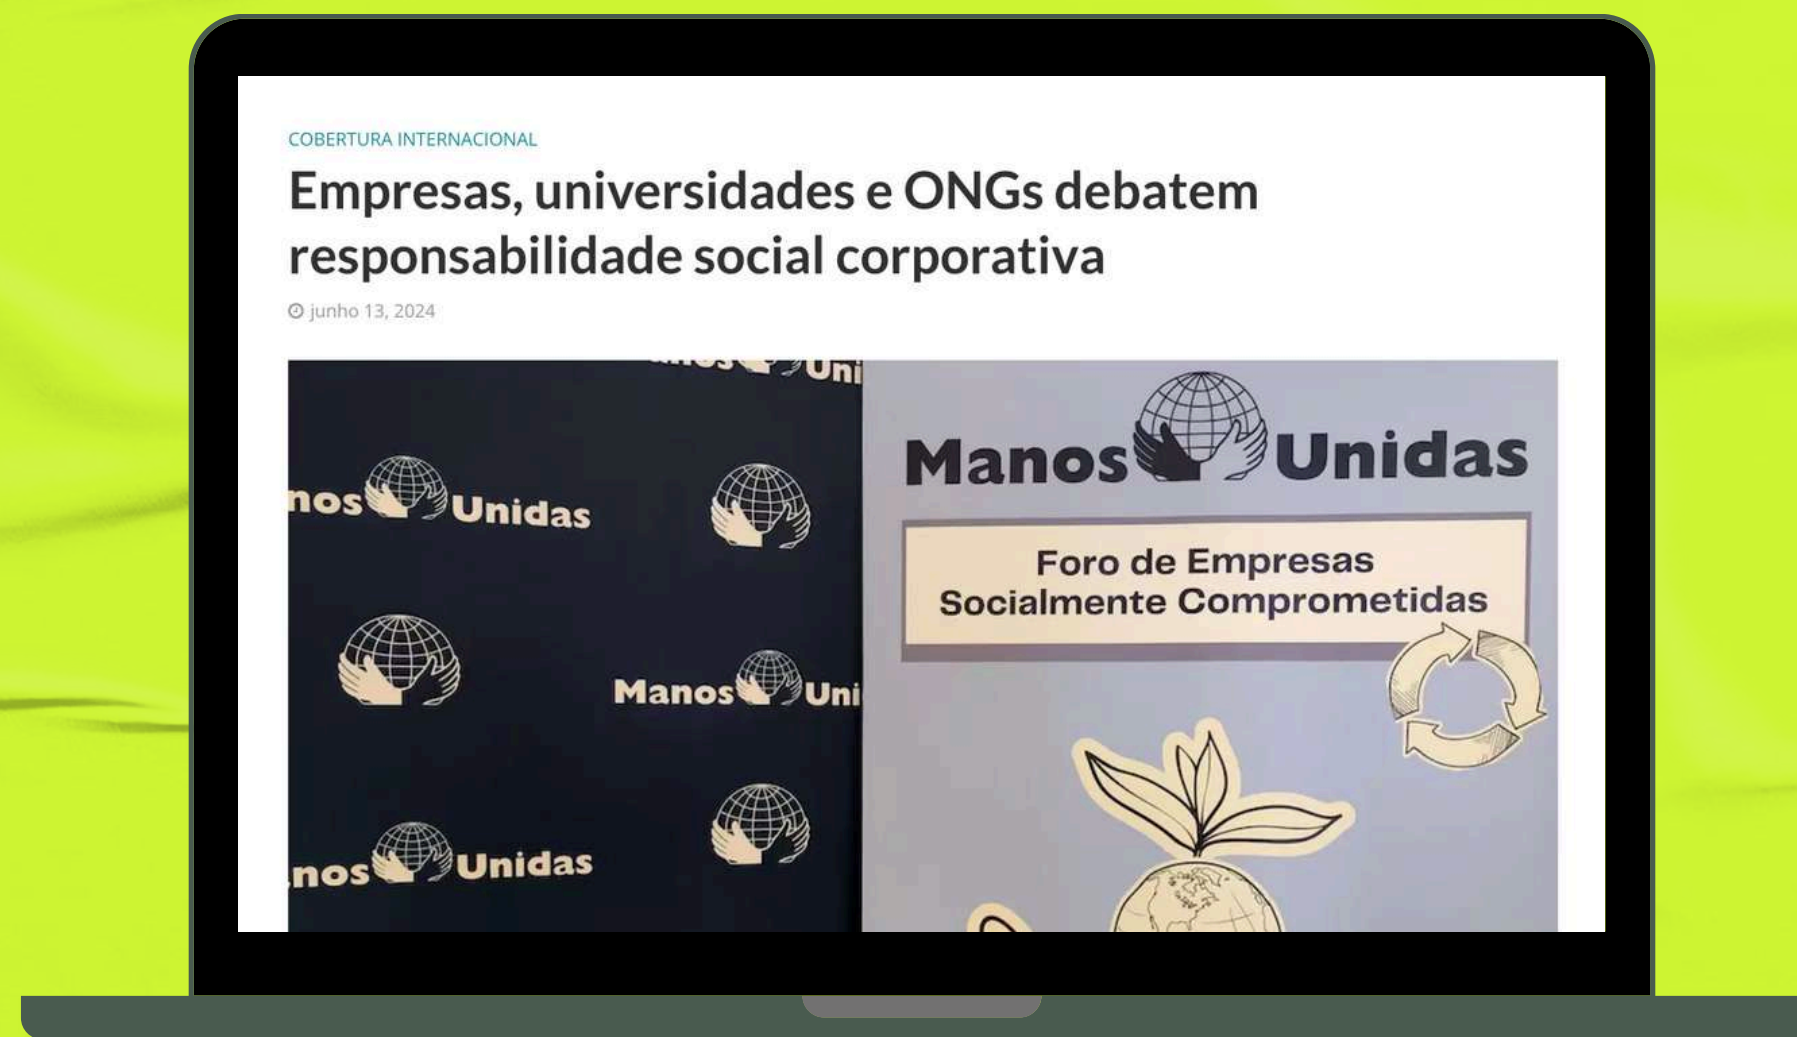 COBERTURA INTERNACIONAL
Empresas, universidades e ONGs debatem
responsabilidade social corporativa
junho 13, 2024
Uni
nos Unidas
Manos Uni
nos Unidas
Manos Unidas
Foro de Empresas
Socialmente Comprometidas